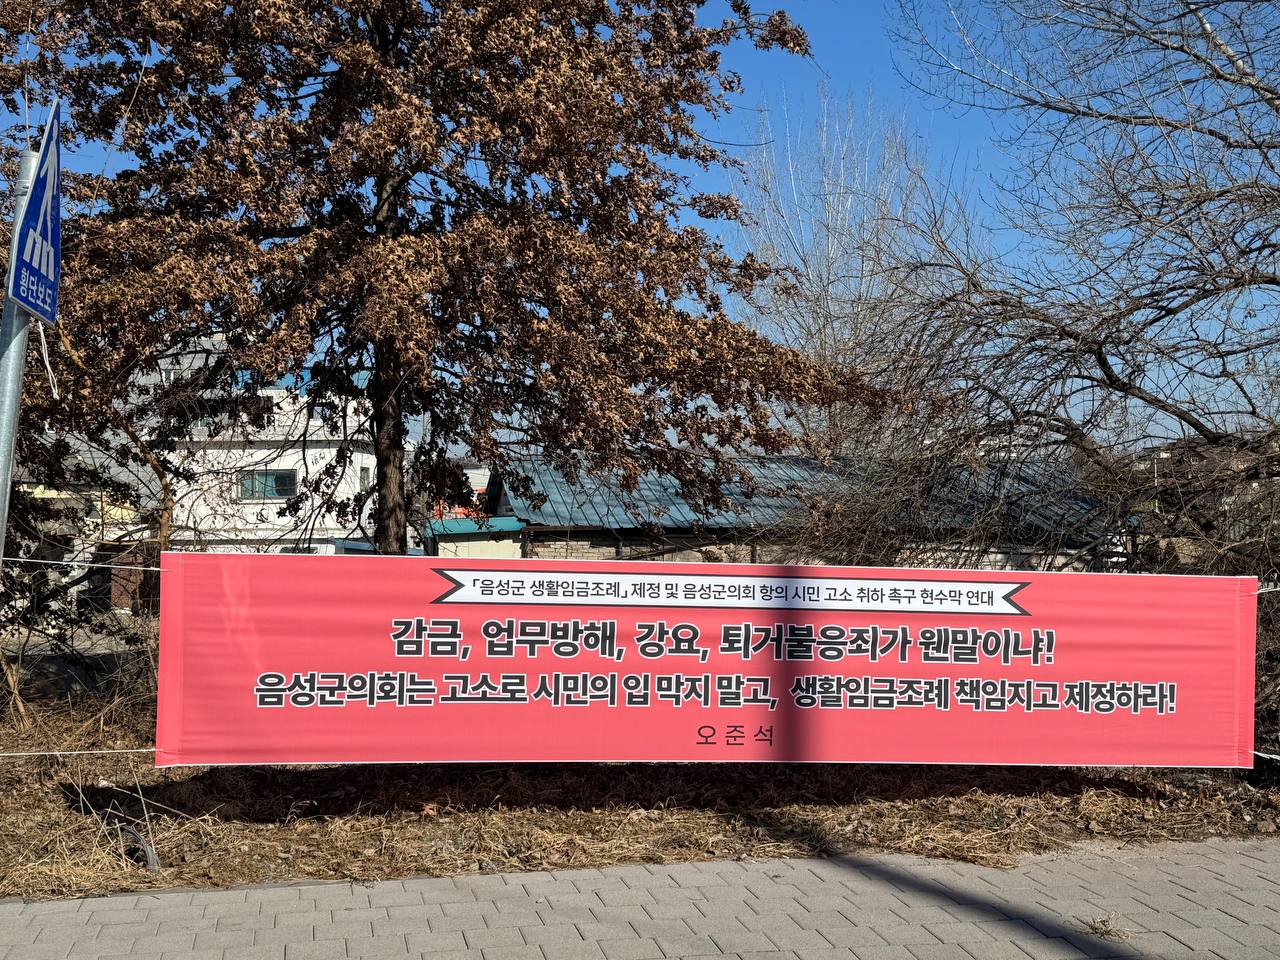 횡단보도
「음성군 생활임금조례」 제정 및 음성군의회 항의 시민 고소 취하 촉구 현수막 연대
감금, 업무방해, 강요, 퇴거불응죄가 웬말이냐!
음성군의회는 고소로 시민의 입 막지 말고, 생활임금조례 책임지고 제정하라!
오준석